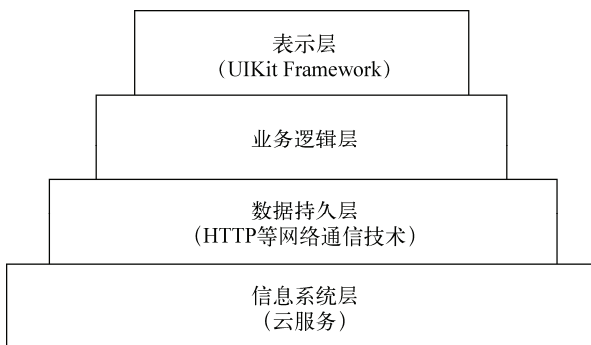 表示层
（UIKit Framework）
业务逻辑层
数据持久层
（HTTP等网络通信技术）
信息系统层
（云服务）